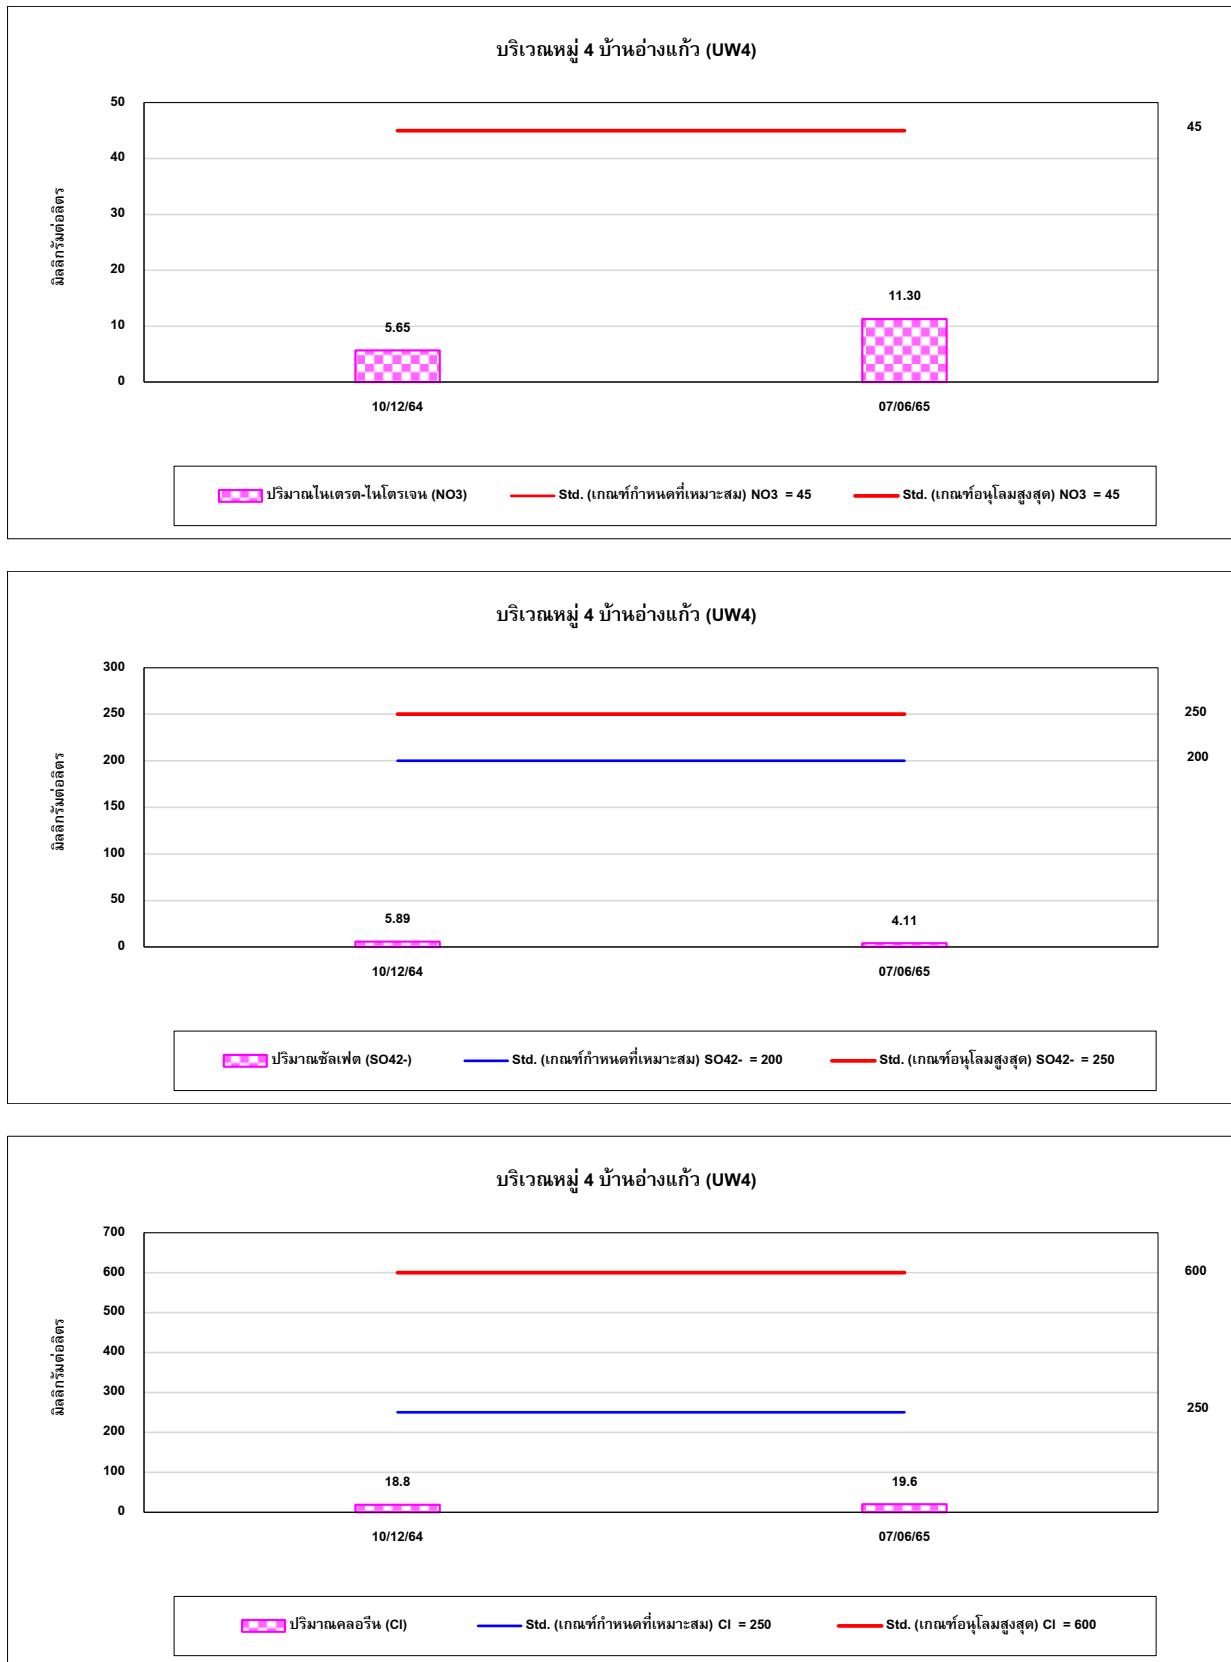 บริเวณหมู่ 4 บ้านอ่างแก้ว (UW4)
50
45
40
30
20
10
0
มิลลิกรัมต่อลิตร
5.65
11.30
10/12/64
07/06/65
ปริมาณไนเตรต-ไนโตรเจน (NO3)
Std. (เกณฑ์กำหนดที่เหมาะสม) NO3 = 45
Std. (เกณฑ์อนุโลมสูงสุด) NO3 = 45
บริเวณหมู่ 4 บ้านอ่างแก้ว (UW4)
300
250
200
150
100
50
0
250
200
มิลลิกรัมต่อลิตร
5.89
4.11
10/12/64
07/06/65
ปริมาณซัลเฟต (SO42-)
Std. (เกณฑ์กำหนดที่เหมาะสม) SO42- = 200
Std. (เกณฑ์อนุโลมสูงสุด) SO42- = 250
บริเวณหมู่ 4 บ้านอ่างแก้ว (UW4)
700
600
500
400
300
200
100
0
600
250
มิลลิกรัมต่อลิตร
18.8
19.6
10/12/64
07/06/65
ปริมาณคลอรีน (Cl)
Std. (เกณฑ์กำหนดที่เหมาะสม) Cl = 250
Std. (เกณฑ์อนุโลมสูงสุด) Cl = 600